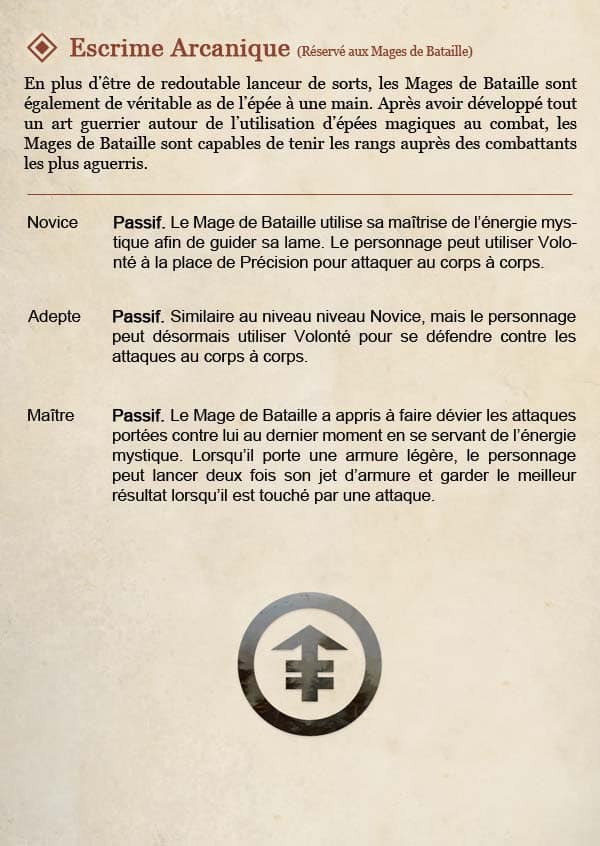 Escrime Arcanique (Réservé aux Mages de Bataille)
En plus d’être de redoutable lanceur de sorts, les Mages de Bataille sont
également de véritable as de l’épée à une main. Après avoir développé tout
un art guerrier autour de l’utilisation d’épées magiques au combat, les
Mages de Bataille sont capables de tenir les rangs auprès des combattants
les plus aguerris.
Novice Passif. Le Mage de Bataille utilise sa maîtrise de l’énergie mys-
tique afin de guider sa lame. Le personnage peut utiliser Volo-
nté à la place de Précision pour attaquer au corps à corps.
Adepte Passif. Similaire au niveau niveau Novice, mais le personnage
peut désormais utiliser Volonté pour se défendre contre les
attaques au corps à corps.
Maître Passif. Le Mage de Bataille a appris à faire dévier les attaques
portées contre lui au dernier moment en se servant de l’énergie
mystique. Lorsqu’il porte une armure légère, le personnage
peut lancer deux fois son jet d’armure et garder le meilleur
résultat lorsqu’il est touché par une attaque.